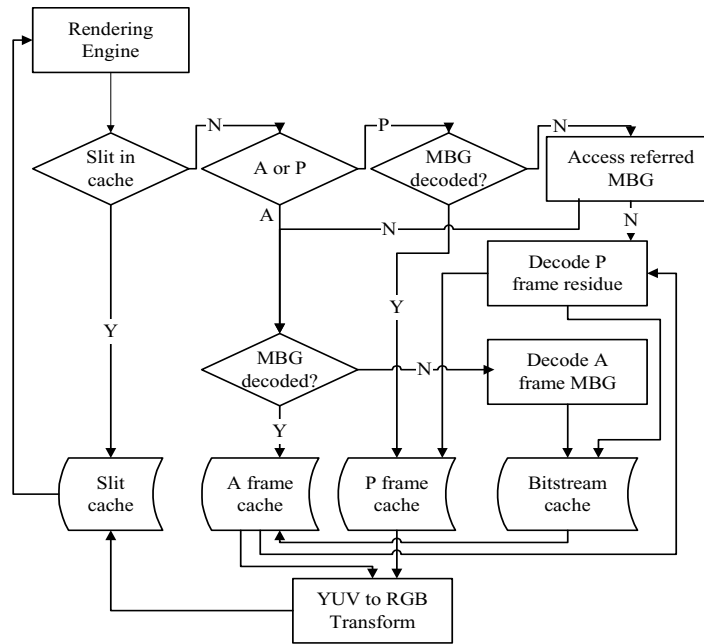 Rendering
Engine
N
P
N
Slit in
cache
A or P
MBG
decoded?
Access referred
MBG
A
N
N
Decode P
frame residue
Y
Y
MBG
decoded?
N
Decode A
frame MBG
Y
Slit
cache
A frame
cache
P frame
cache
Bitstream
cache
YUV to RGB
Transform